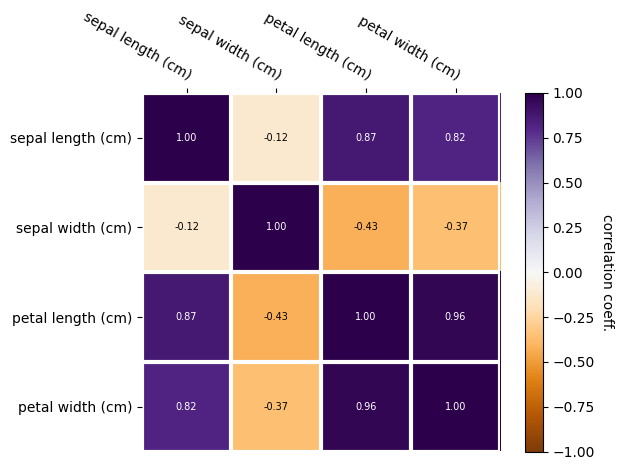 sepal length (cm)
sepal width (cm)
petal length (cm)
petal width (cm)
sepal length (cm) 1.00 -0.12 0.87 0.82
sepal width (cm) -0.12 1.00 -0.43 -0.37
petal length (cm) 0.87 -0.43 1.00 0.96
petal width (cm) 0.82 -0.37 0.96 1.00
1.00
0.75
0.50
0.25
0.00
−0.25
−0.50
−0.75
−1.00
correlation coeff.